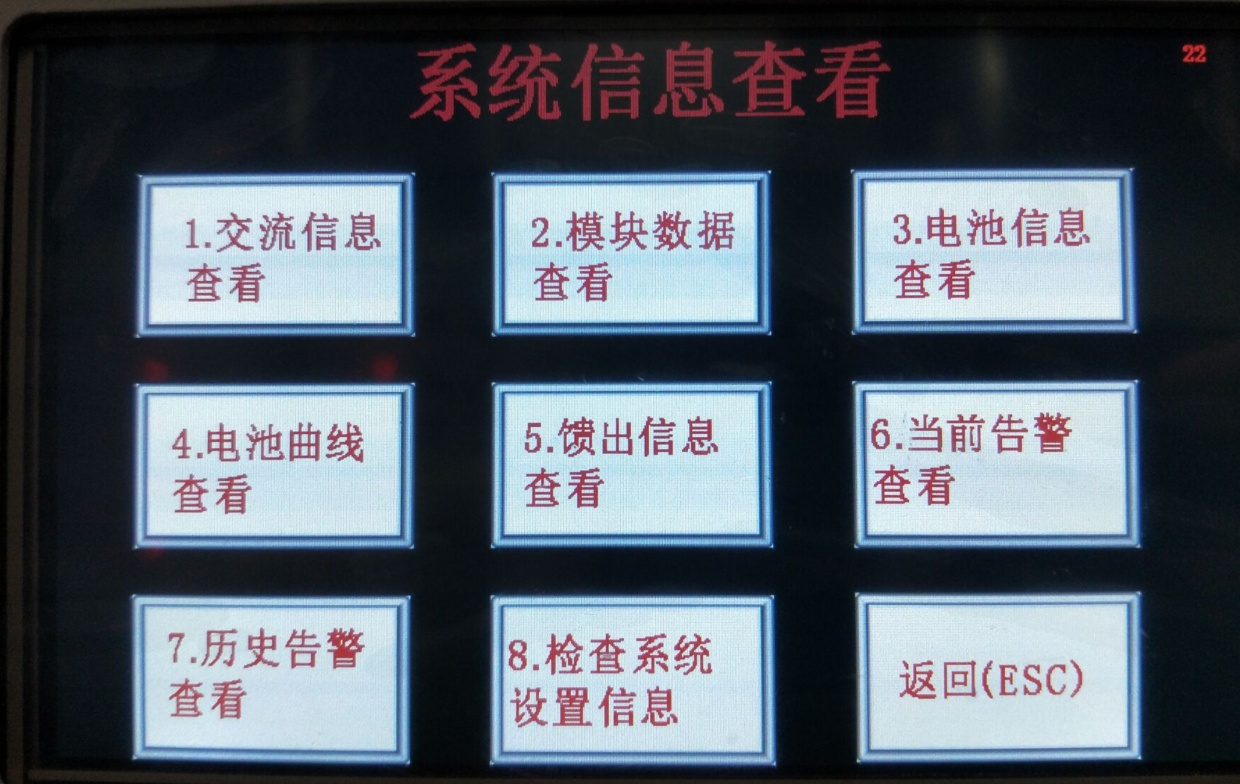 系统信息查看
22
1.交流信息
查看
2.模块数据
查看
3.电池信息
查看
4.电池曲线
查看
5.馈出信息
查看
6.当前告警
查看
7.历史告警
查看
8.检查系统
设置信息
返回(ESC)